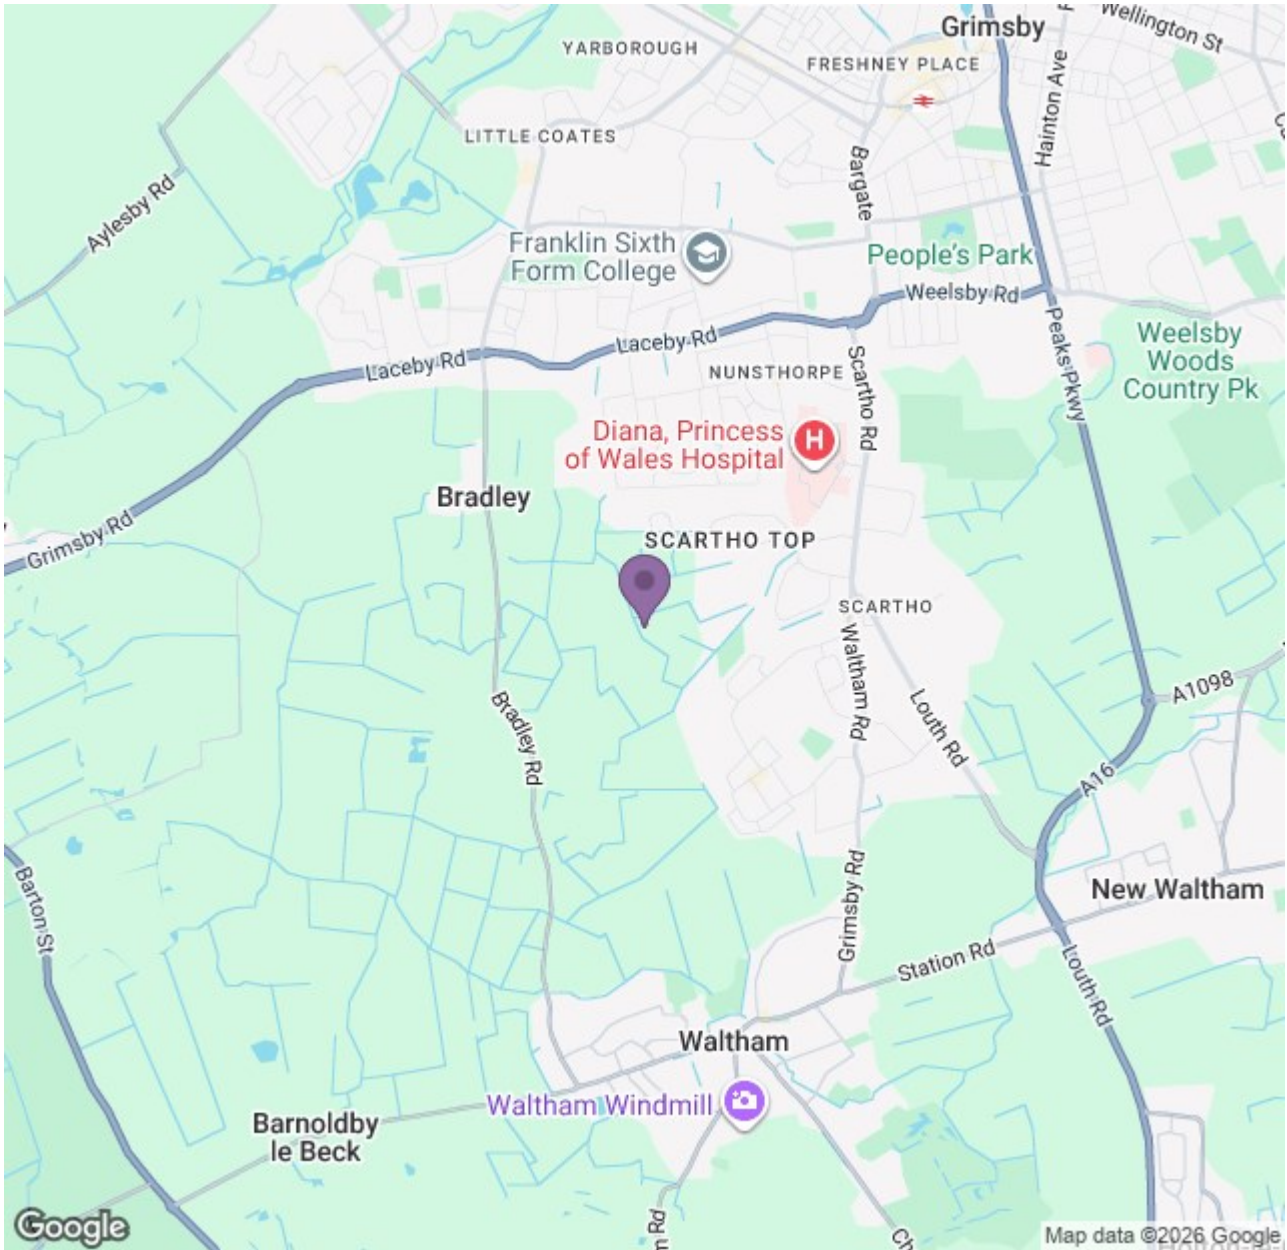 Grimsby
Wellington St
YARBOROUGH
FRESHNEY PLACE
Hainton Ave
LITTLE COATES
Bargate
Aylesby Rd
Franklin Sixth
Form College
People's Park
Weelsby Rd
Peaks Pkwy
Weelsby
Woods
Country Pk
Laceby Rd
Laceby Rd
NUNSTHORPE
Scartho Rd
Diana, Princess
of Wales Hospital
H
Bradley
Grimsby Rd
SCARTHO TOP
SCARTHO
Waltham Rd
Bradley Rd
Louth Rd
A1098
A16
Barton St
Grimsby Rd
New Waltham
Station Rd
Louth Rd
Waltham
Waltham Windmill
Barnoldby
le Beck
Google
Map data ©2026 Google